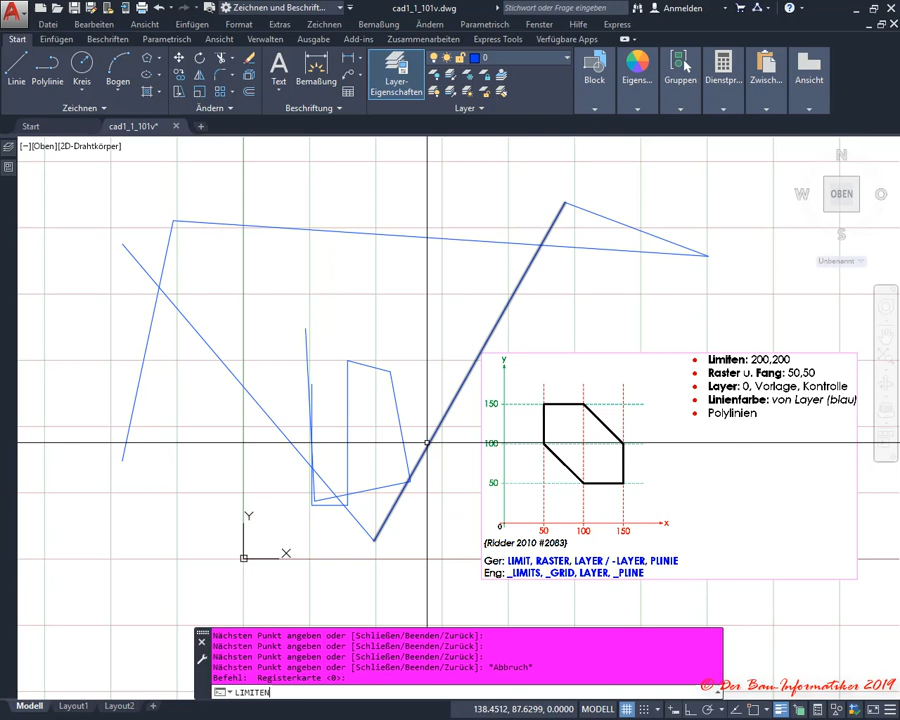 Zeichnen und Beschrift...
cad1_1_101v.dwg
Stichwort oder Frage eingeben
Anmelden
Datei Bearbeiten Ansicht Einfügen Format Extras Zeichnen Bemaßung Ändern Parametrisch Fenster Hilfe Express
Start Einfügen Beschriften Parametrisch Ansicht Verwalten Ausgabe Add-ins Zusammenarbeiten Express Tools Verfügbare Apps
0
Linie Polylinie Kreis Bogen Text Bemaßung Layer-
Eigenschaften
Block Eigens... Gruppen Dienstpr... Zwisch... Ansicht
Zeichnen Ändern Beschriftung Layer
Start cad1_1_101v*
[−][Oben][2D-Drahtkörper]
N
W OBEN O
S
Unbenannt
y
150
100
50
0
50 100 150 x
Limiten: 200,200
Raster u. Fang: 50,50
Layer: 0, Vorlage, Kontrolle
Linienfarbe: von Layer (blau)
Polylinien
{Ridder 2010 #2083}
Ger: LIMIT, RASTER, LAYER / -LAYER, PLINIE
Eng: _LIMITS, _GRID, LAYER, _PLINE
Y
X
Nächsten Punkt angeben oder [Schließen/Beenden/Zurück]:
Nächsten Punkt angeben oder [Schließen/Beenden/Zurück]:
Nächsten Punkt angeben oder [Schließen/Beenden/Zurück]:
Nächsten Punkt angeben oder [Schließen/Beenden/Zurück]: *Abbruch*
Befehl: Registerkarte <0>:
LIMITEN
© Der Bau.Informatiker 2019
Modell Layout1 Layout2
138.4512, 87.6299, 0.0000 MODELL